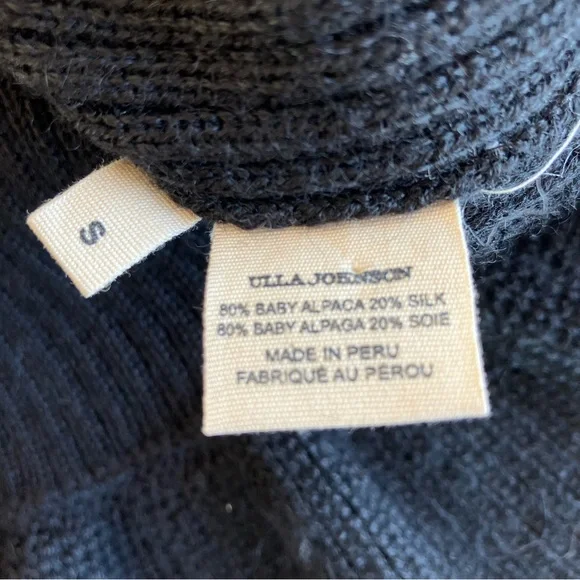 S
ULLA JOHNSON
80% BABY ALPACA 20% SILK
80% BABY ALPAGA 20% SOIE
MADE IN PERU
FABRIQUÉ AU PÉROU